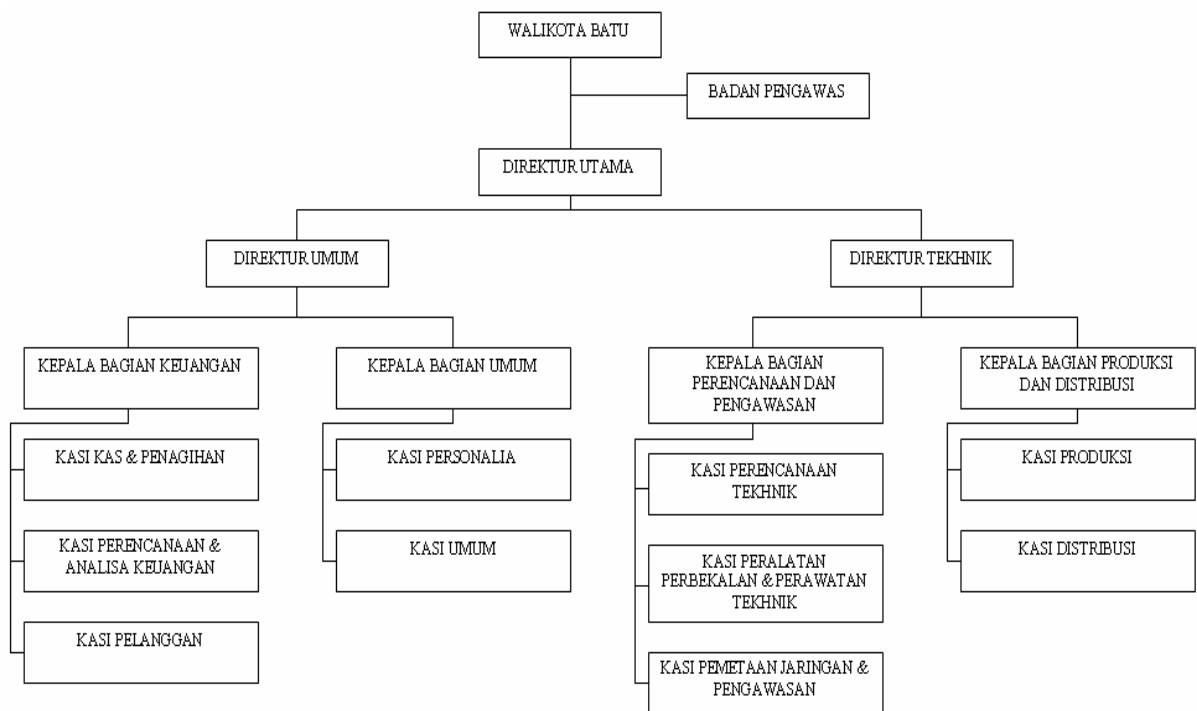 WALIKOTA BATU
BADAN PENGAWAS
DIREKTUR UTAMA
DIREKTUR UMUM
DIREKTUR TEKHNIK
KEPALA BAGIAN KEUANGAN
KEPALA BAGIAN UMUM
KEPALA BAGIAN
PERENCANAAN DAN
PENGAWASAN
KEPALA BAGIAN PRODUKSI
DAN DISTRIBUSI
KASI KAS & PENAGIHAN
KASI PERENCANAAN &
ANALISA KEUANGAN
KASI PELANGGAN
KASI PERSONALIA
KASI UMUM
KASI PERENCANAAN
TEKHNIK
KASI PERALATAN
PERBEKALAN & PERAWATAN
TEKHNIK
KASI PEMETAAN JARINGAN &
PENGAWASAN
KASI PRODUKSI
KASI DISTRIBUSI